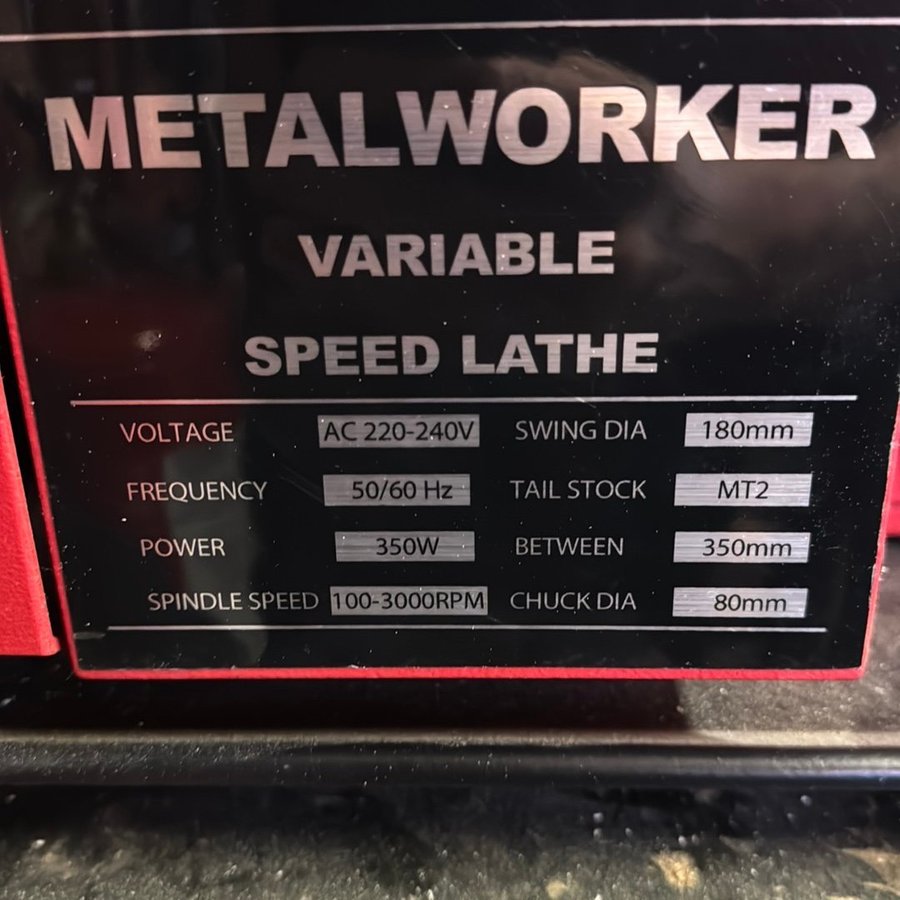 METALWORKER
VARIABLE
SPEED LATHE
VOLTAGE AC 220-240V SWING DIA 180mm
FREQUENCY 50/60 Hz TAIL STOCK MT2
POWER 350W BETWEEN 350mm
SPINDLE SPEED 100-3000RPM CHUCK DIA 80mm